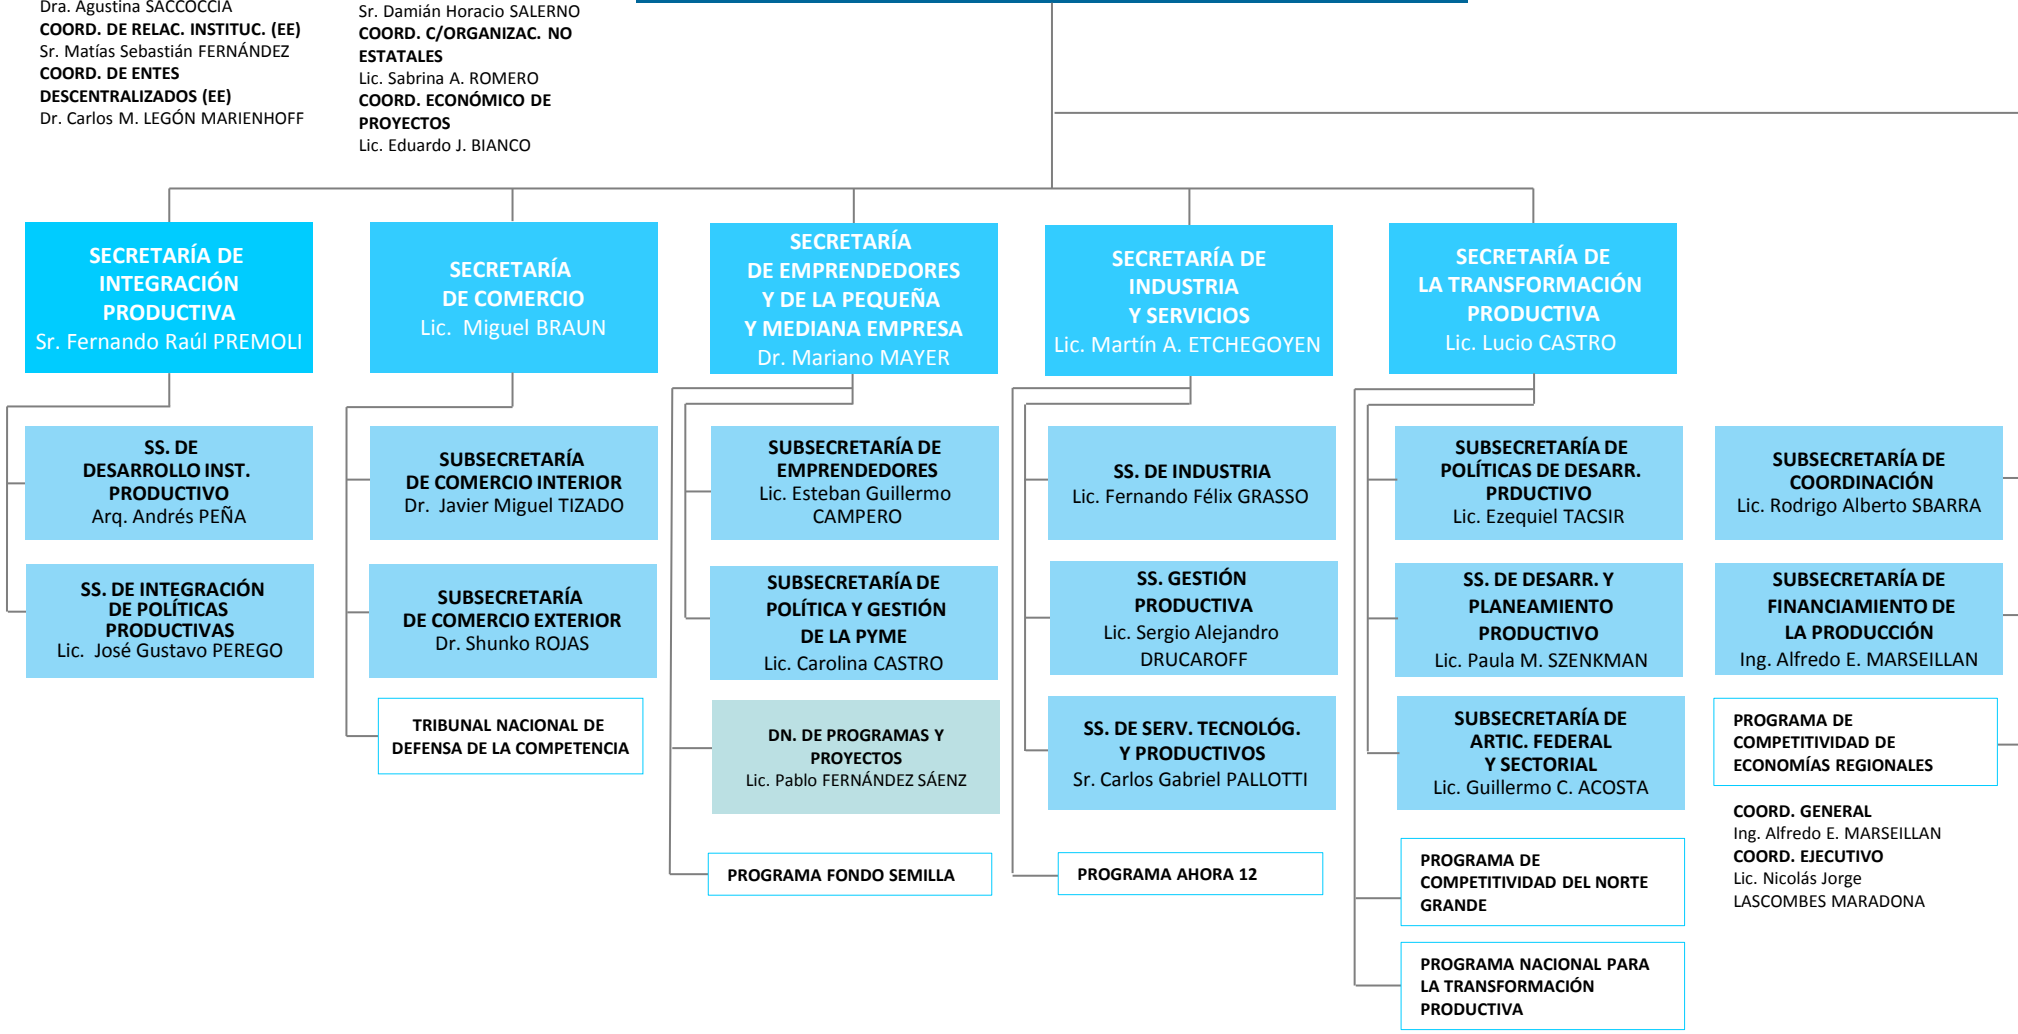 Dra. Agustina SACCOCCIA
COORD. DE RELAC. INSTITUC. (EE)
Sr. Matías Sebastián FERNÁNDEZ
COORD. DE ENTES
DESCENTRALIZADOS (EE)
Dr. Carlos M. LEGÓN MARIENHOFF
Sr. Damián Horacio SALERNO
COORD. C/ORGANIZAC. NO
ESTATALES
Lic. Sabrina A. ROMERO
COORD. ECONÓMICO DE
PROYECTOS
Lic. Eduardo J. BIANCO
SECRETARÍA DE
INTEGRACIÓN
PRODUCTIVA
Sr. Fernando Raúl PREMOLI
SECRETARÍA
DE COMERCIO
Lic. Miguel BRAUN
SECRETARÍA
DE EMPRENDEDORES
Y DE LA PEQUEÑA
Y MEDIANA EMPRESA
Dr. Mariano MAYER
SECRETARÍA DE
INDUSTRIA
Y SERVICIOS
Lic. Martín A. ETCHEGOYEN
SECRETARÍA DE
LA TRANSFORMACIÓN
PRODUCTIVA
Lic. Lucio CASTRO
SS. DE
DESARROLLO INST.
PRODUCTIVO
Arq. Andrés PEÑA
SUBSECRETARÍA
DE COMERCIO INTERIOR
Dr. Javier Miguel TIZADO
SUBSECRETARÍA DE
EMPRENDEDORES
Lic. Esteban Guillermo
CAMPERO
SS. DE INDUSTRIA
Lic. Fernando Félix GRASSO
SUBSECRETARÍA DE
POLÍTICAS DE DESARR.
PRDUCTIVO
Lic. Ezequiel TACSIR
SUBSECRETARÍA DE
COORDINACIÓN
Lic. Rodrigo Alberto SBARRA
SS. DE INTEGRACIÓN
DE POLÍTICAS
PRODUCTIVAS
Lic. José Gustavo PEREGO
SUBSECRETARÍA
DE COMERCIO EXTERIOR
Dr. Shunko ROJAS
SUBSECRETARÍA DE
POLÍTICA Y GESTIÓN
DE LA PYME
Lic. Carolina CASTRO
SS. GESTIÓN
PRODUCTIVA
Lic. Sergio Alejandro
DRUCAROFF
SS. DE DESARR. Y
PLANEAMIENTO
PRODUCTIVO
Lic. Paula M. SZENKMAN
SUBSECRETARÍA DE
FINANCIAMIENTO DE
LA PRODUCCIÓN
Ing. Alfredo E. MARSEILLAN
TRIBUNAL NACIONAL DE
DEFENSA DE LA COMPETENCIA
DN. DE PROGRAMAS Y
PROYECTOS
Lic. Pablo FERNÁNDEZ SÁENZ
SS. DE SERV. TECNOLÓG.
Y PRODUCTIVOS
Sr. Carlos Gabriel PALLOTTI
SUBSECRETARÍA DE
ARTIC. FEDERAL
Y SECTORIAL
Lic. Guillermo C. ACOSTA
PROGRAMA DE
COMPETITIVIDAD DE
ECONOMÍAS REGIONALES
COORD. GENERAL
Ing. Alfredo E. MARSEILLAN
COORD. EJECUTIVO
Lic. Nicolás Jorge
LASCOMBES MARADONA
PROGRAMA FONDO SEMILLA
PROGRAMA AHORA 12
PROGRAMA DE
COMPETITIVIDAD DEL NORTE
GRANDE
PROGRAMA NACIONAL PARA
LA TRANSFORMACIÓN
PRODUCTIVA